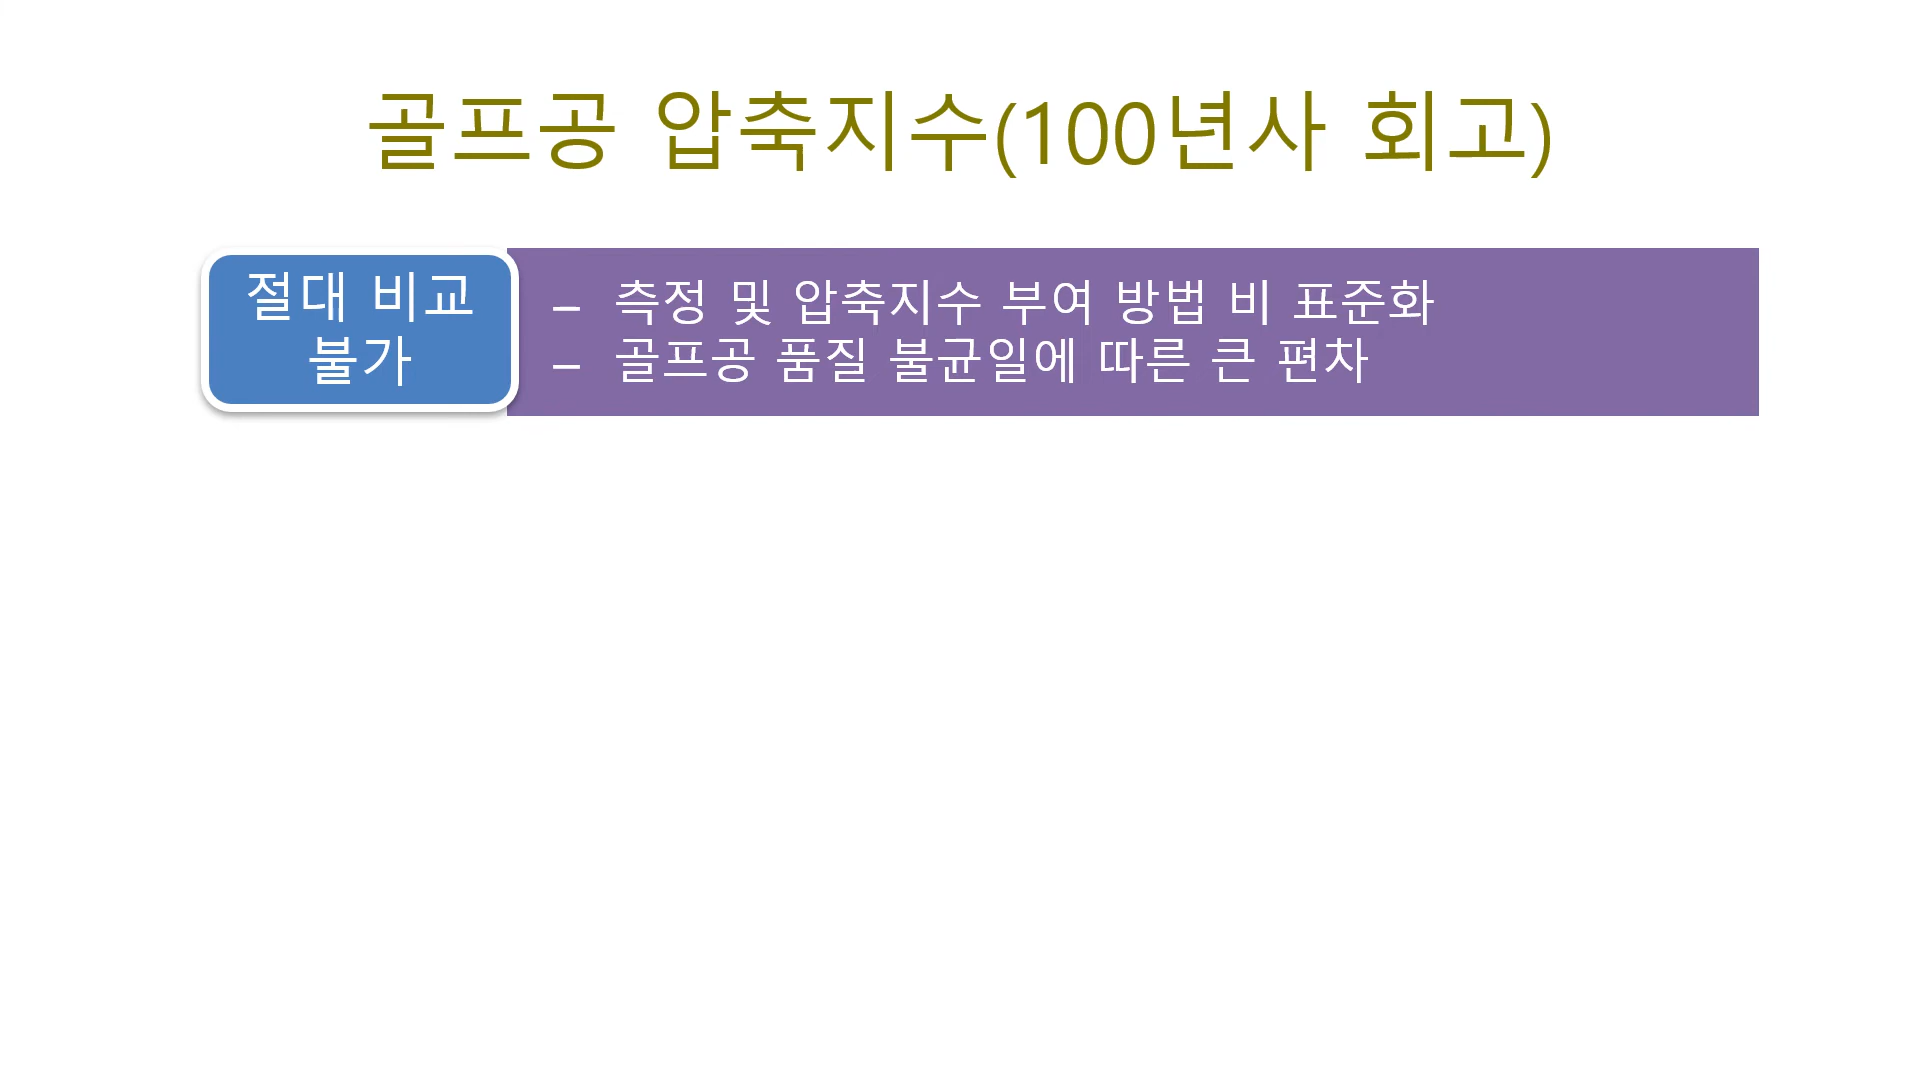 골프공 압축지수(100년사 회고)
절대 비교
불가
– 측정 및 압축지수 부여 방법 비 표준화
– 골프공 품질 불균일에 따른 큰 편차